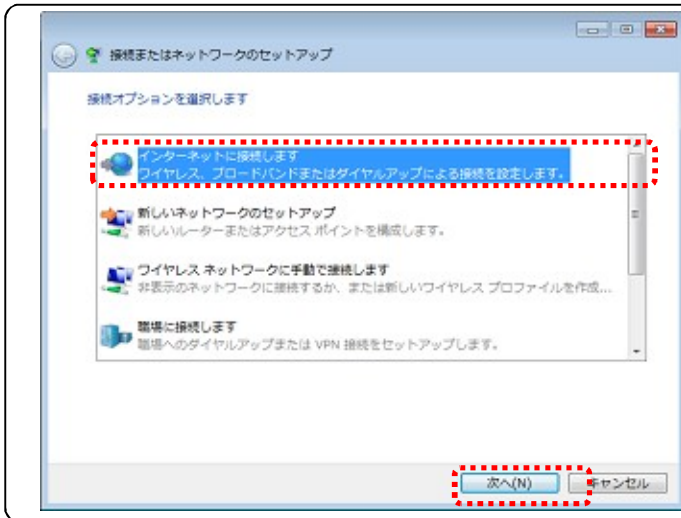 接続またはネットワークのセットアップ
接続オプションを選択します
インターネットに接続します
ワイヤレス、ブロードバンドまたはダイヤルアップによる接続を設定します。
新しいネットワークのセットアップ
新しいルーターまたはアクセス ポイントを構成します。
ワイヤレス ネットワークに手動で接続します
非表示のネットワークに接続するか、または新しいワイヤレス プロファイルを作成...
職場に接続します
職場へのダイヤルアップまたは VPN 接続をセットアップします。
次へ(N)
キャンセル